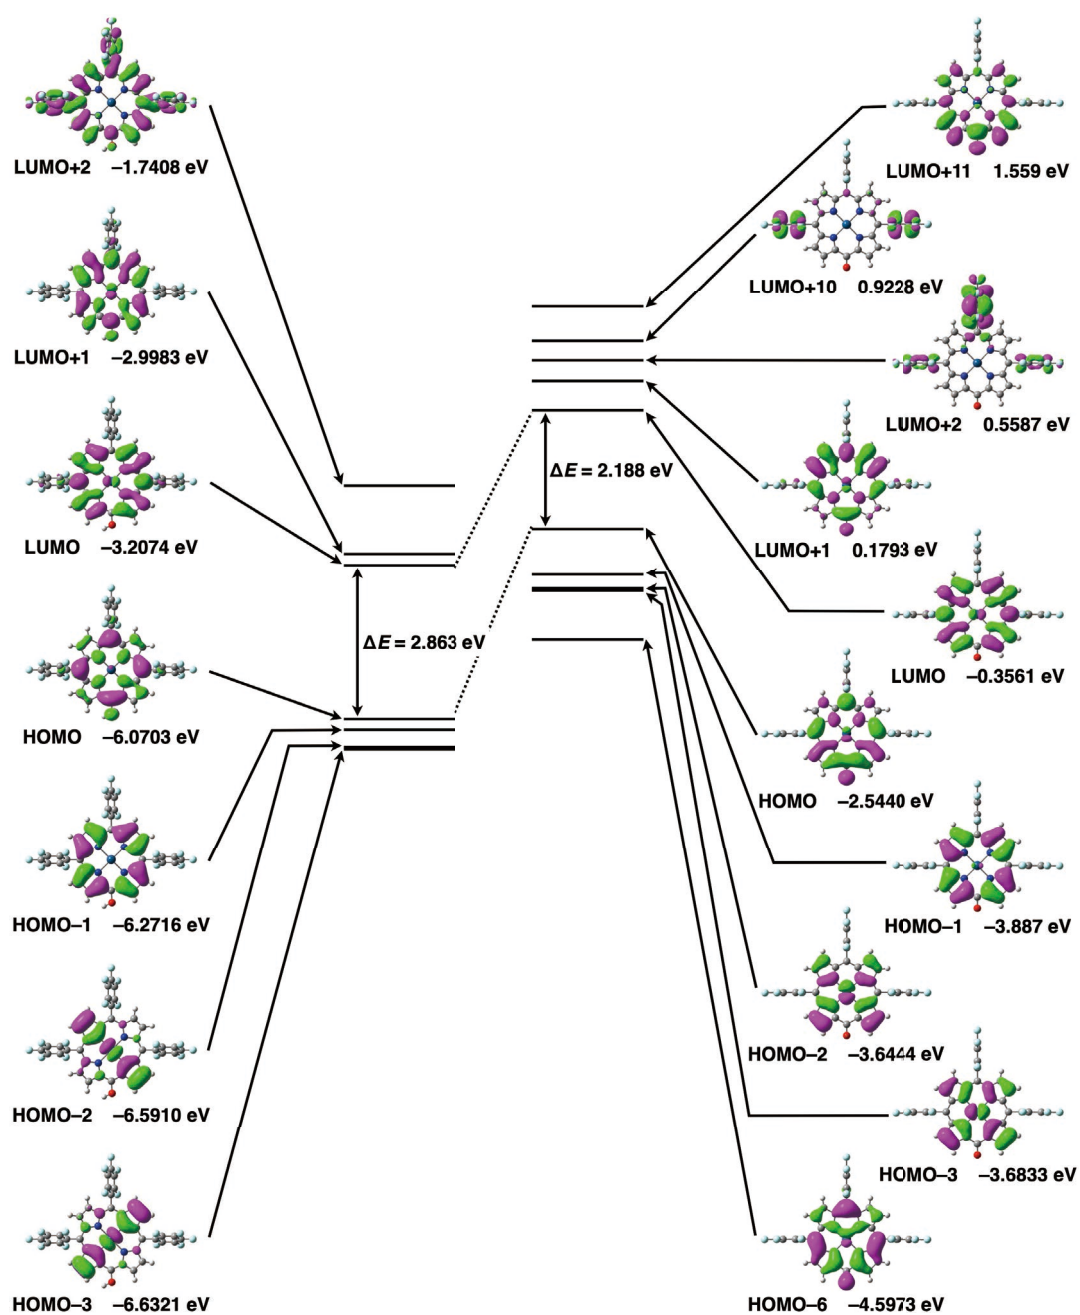 LUMO+2 –1.7408 eV
LUMO+1 –2.9983 eV
LUMO –3.2074 eV
HOMO –6.0703 eV
HOMO–1 –6.2716 eV
HOMO–2 –6.5910 eV
HOMO–3 –6.6321 eV
ΔE = 2.863 eV
ΔE = 2.188 eV
LUMO+11 1.559 eV
LUMO+10 0.9228 eV
LUMO+2 0.5587 eV
LUMO+1 0.1793 eV
LUMO –0.3561 eV
HOMO –2.5440 eV
HOMO–1 –3.887 eV
HOMO–2 –3.6444 eV
HOMO–3 –3.6833 eV
HOMO–6 –4.5973 eV